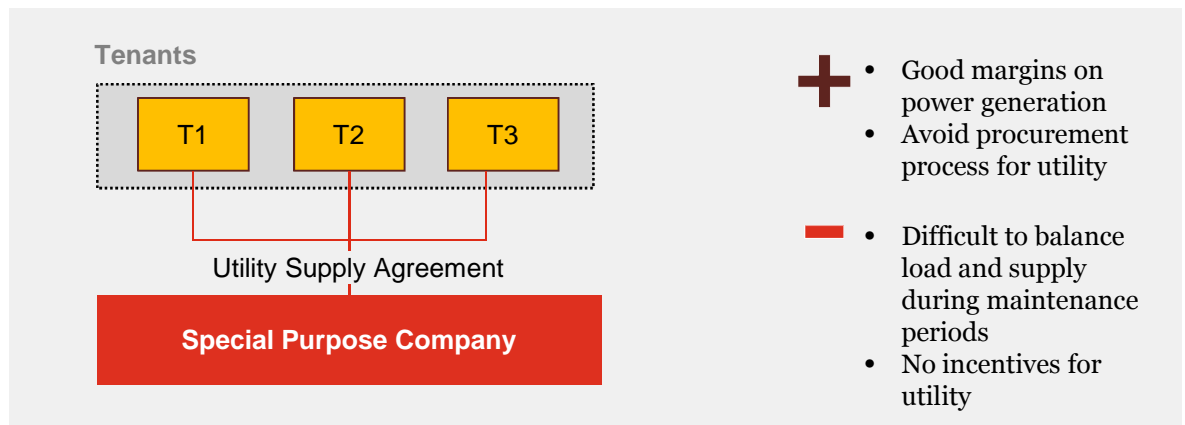 Tenants
T1
T2
T3
Utility Supply Agreement
Special Purpose Company
• Good margins on
power generation
• Avoid procurement
process for utility
• Difficult to balance
load and supply
during maintenance
periods
• No incentives for
utility